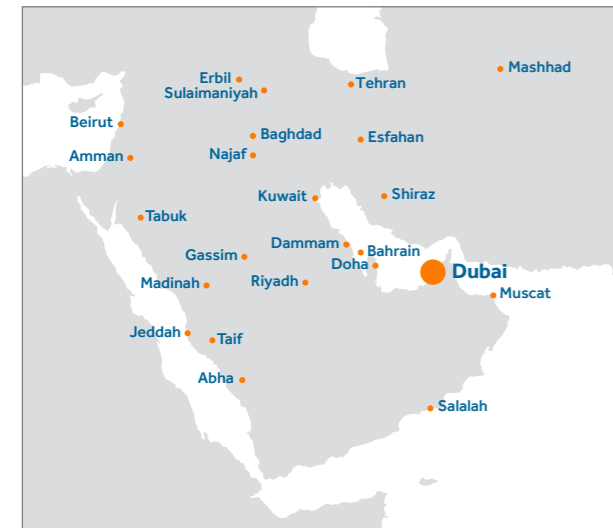 Mashhad
Erbil
Tehran
Sulaimaniyah
Beirut
Baghdad
Esfahan
Najaf
Amman
Kuwait
Shiraz
Tabuk
Dammam
Bahrain
Gassim
Doha
Dubai
Madinah
Riyadh
Muscat
Jeddah
Taif
Abha
Salalah